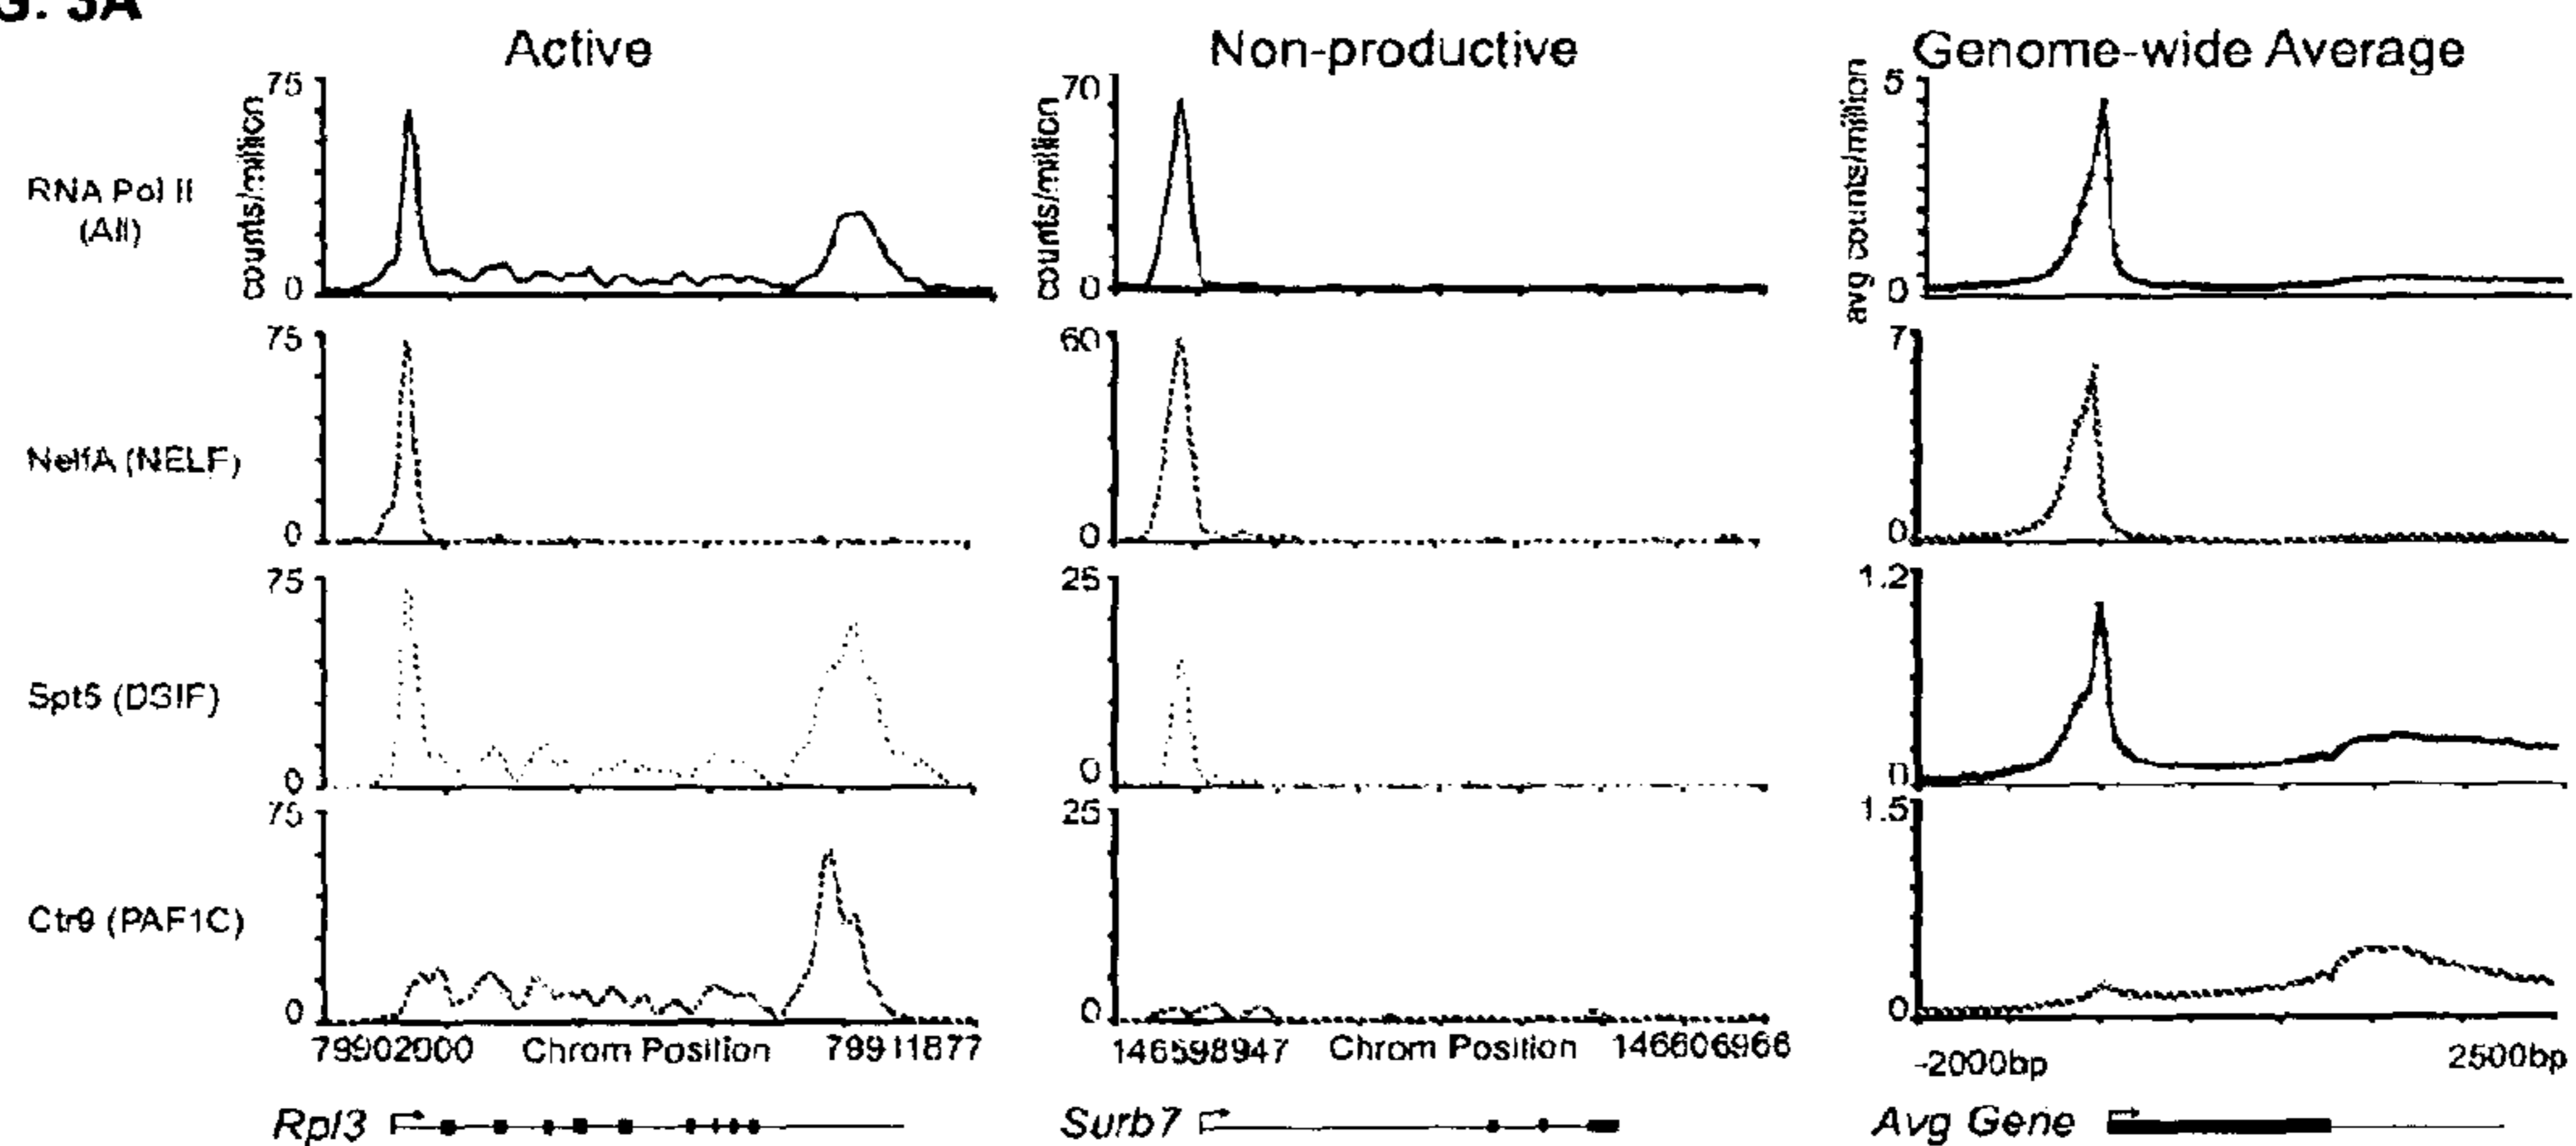 G. 3A
Active Non-productive Genome-wide Average
RNA Pol II
(All)
counts/million
75
0
counts/million
70
0
avg counts/million
5
0
NelfA (NELF)
75
0
60
0
7
0
Spt5 (DSIF)
75
0
25
0
1.2
0
Ctr9 (PAF1C)
75
0
25
0
1.5
0
79902000 Chrom Position 79911877
146598947 Chrom Position 146606966
-2000bp 2500bp
Rpl3
Surb7
Avg Gene